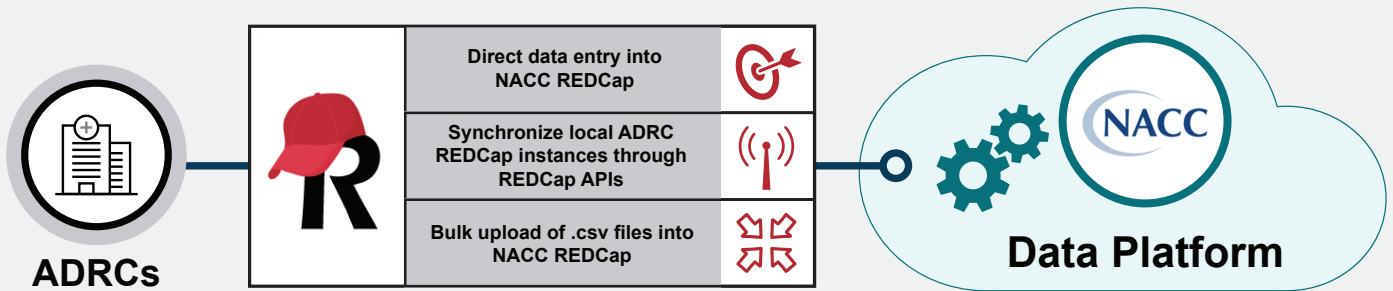 ADRCs
R
Direct data entry into
NACC REDCap
Synchronize local ADRC
REDCap instances through
REDCap APIs
Bulk upload of .csv files into
NACC REDCap
NACC
Data Platform